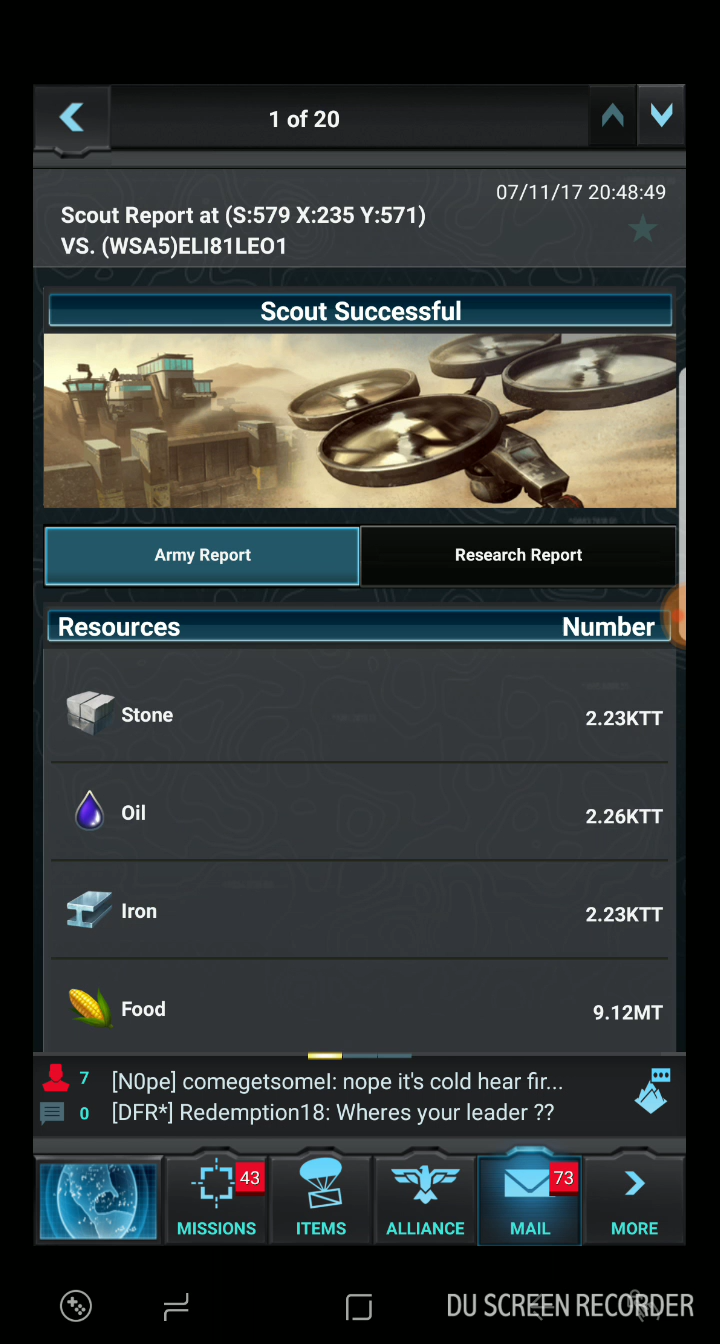 1 of 20
07/11/17 20:48:49
Scout Report at (S:579 X:235 Y:571)
VS. (WSA5)ELI81LEO1
Scout Successful
Army Report
Research Report
Resources Number
Stone 2.23KTT
Oil 2.26KTT
Iron 2.23KTT
Food 9.12MT
7 [N0pe] comegetsomel: nope it's cold hear fir...
0 [DFR*] Redemption18: Wheres your leader ??
43
73
MISSIONS ITEMS ALLIANCE MAIL MORE
DU SCREEN RECORDER